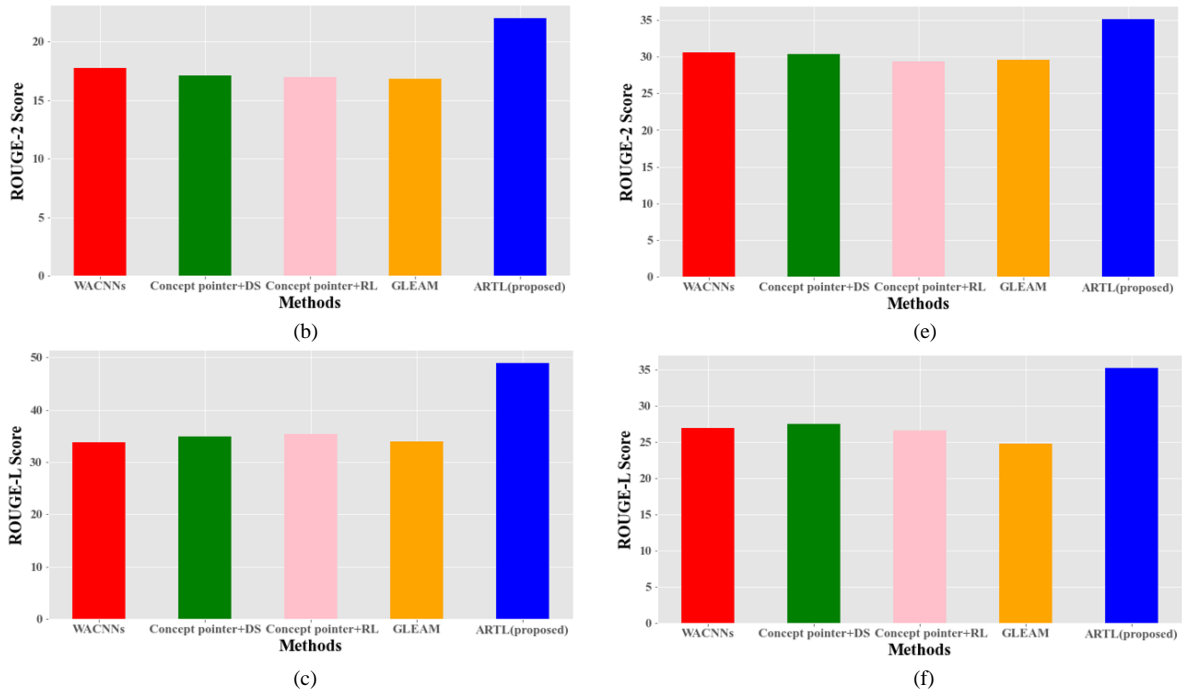 ROUGE-2 Score
20
15
10
5
0
WACNNs Concept pointer+DS Concept pointer+RL GLEAM ARTL(proposed)
Methods
(b)
ROUGE-2 Score
35
30
25
20
15
10
5
0
WACNNs Concept pointer+DS Concept pointer+RL GLEAM ARTL(proposed)
Methods
(e)
ROUGE-L Score
50
40
30
20
10
0
WACNNs Concept pointer+DS Concept pointer+RL GLEAM ARTL(proposed)
Methods
(c)
ROUGE-L Score
35
30
25
20
15
10
5
0
WACNNs Concept pointer+DS Concept pointer+RL GLEAM ARTL(proposed)
Methods
(f)